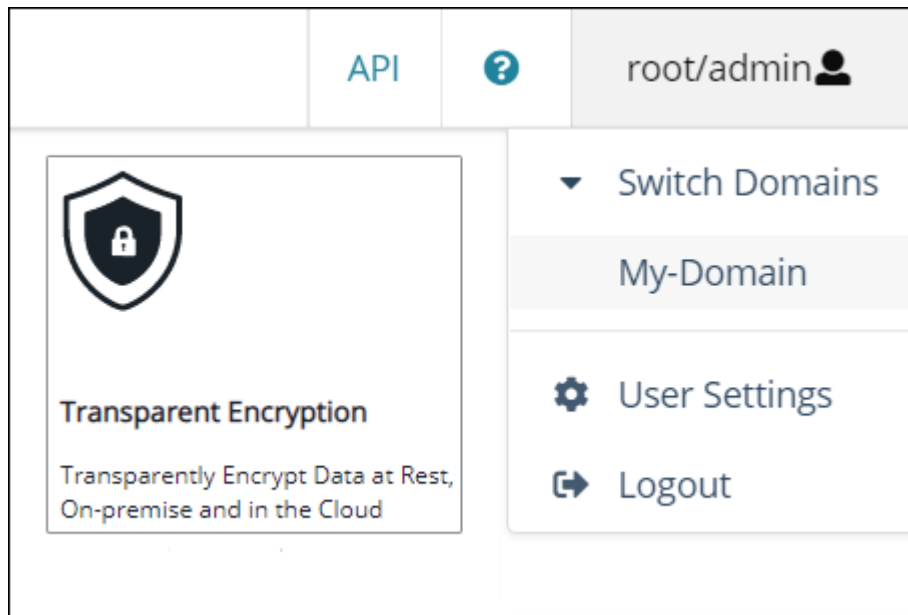 API
?
root/admin
Switch Domains
My-Domain
User Settings
Logout
Transparent Encryption
Transparently Encrypt Data at Rest,
On-premise and in the Cloud